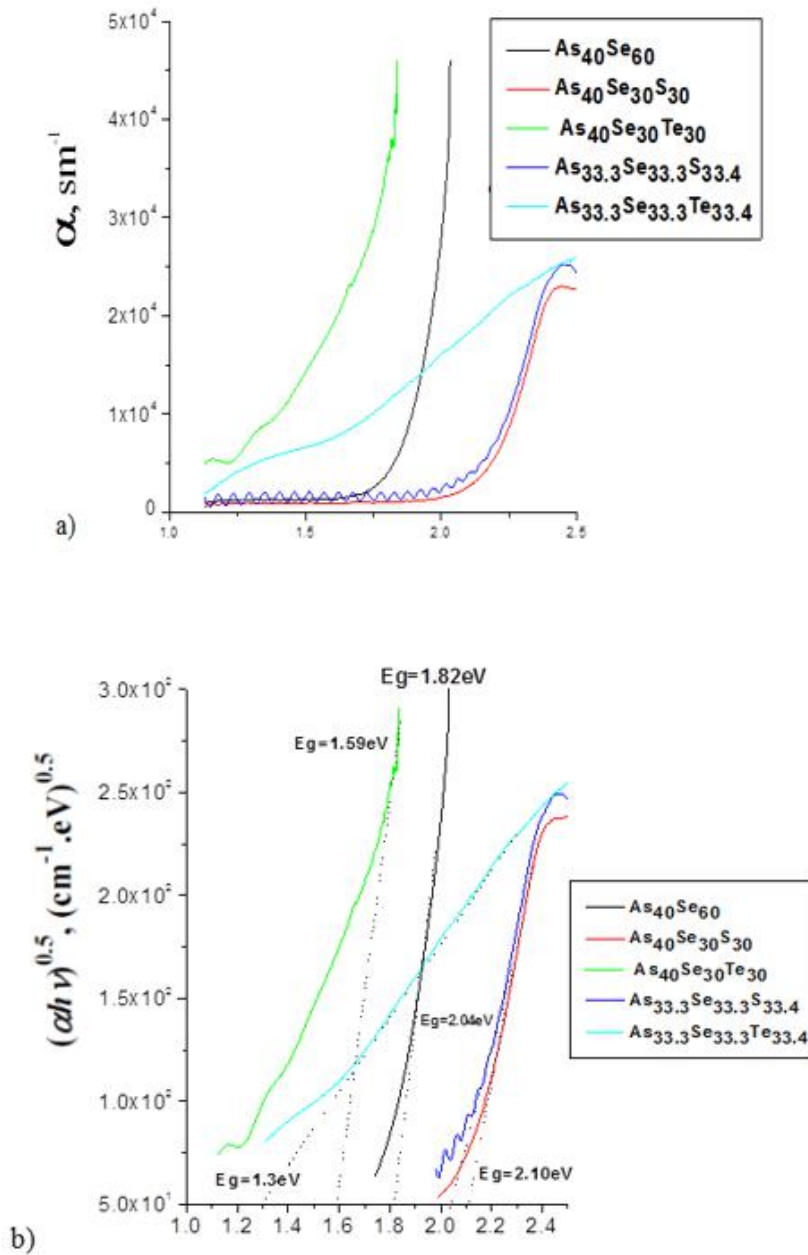 5x10⁴
4x10⁴
3x10⁴
2x10⁴
1x10⁴
0
α, sm⁻¹
As₄₀Se₆₀
As₄₀Se₃₀S₃₀
As₄₀Se₃₀Te₃₀
As₃₃.₃Se₃₃.₃S₃₃.₄
As₃₃.₃Se₃₃.₃Te₃₃.₄
1.0 1.5 2.0 2.5
a)
3.0x10²
2.5x10²
2.0x10²
1.5x10²
1.0x10²
5.0x10¹
(αhν)⁰·⁵, (cm⁻¹.eV)⁰·⁵
Eg=1.82eV
Eg=1.59eV
Eg=2.04eV
Eg=1.3eV
Eg=2.10eV
As₄₀Se₆₀
As₄₀Se₃₀S₃₀
As₄₀Se₃₀Te₃₀
As₃₃.₃Se₃₃.₃S₃₃.₄
As₃₃.₃Se₃₃.₃Te₃₃.₄
1.0 1.2 1.4 1.6 1.8 2.0 2.2 2.4
b)